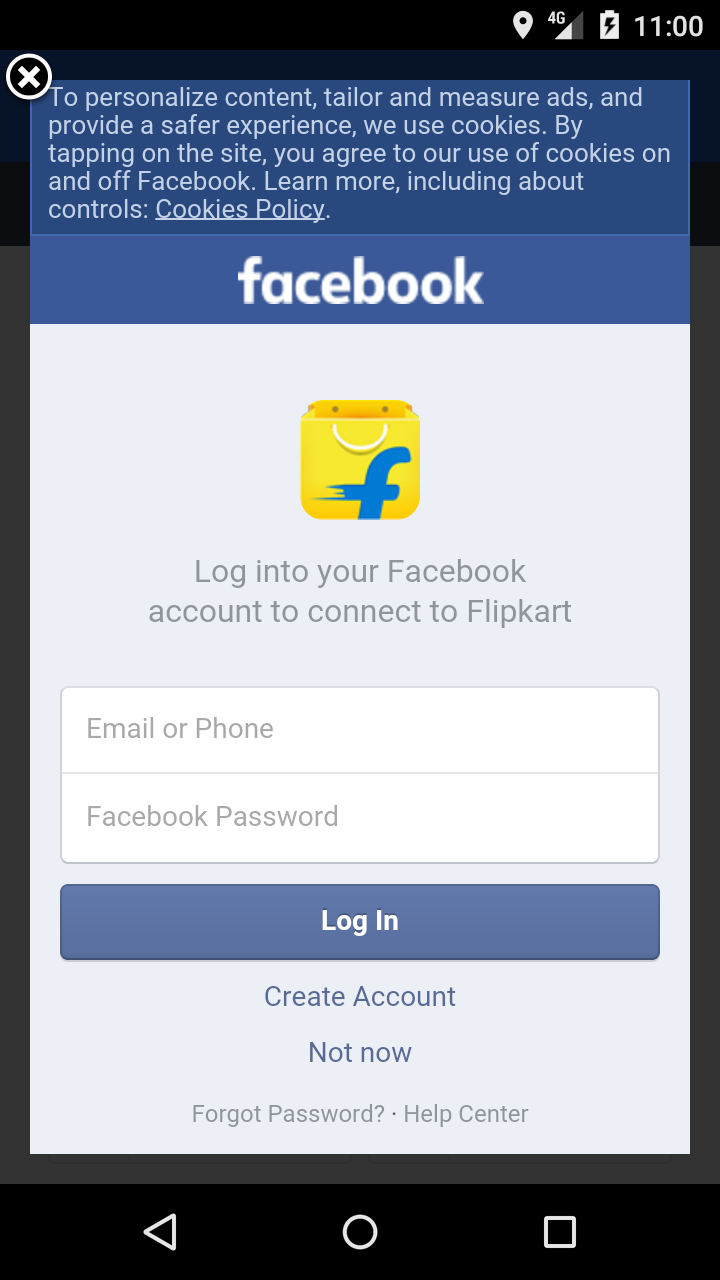 4G 11:00
To personalize content, tailor and measure ads, and
provide a safer experience, we use cookies. By
tapping on the site, you agree to our use of cookies on
and off Facebook. Learn more, including about
controls: Cookies Policy.
facebook
f
Log into your Facebook
account to connect to Flipkart
Email or Phone
Facebook Password
Log In
Create Account
Not now
Forgot Password? · Help Center